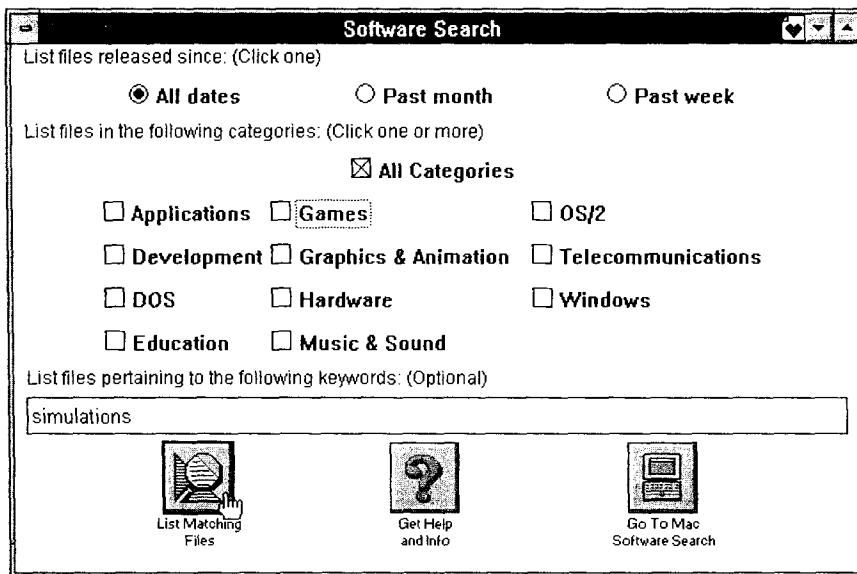 Software Search
List files released since: (Click one)
All dates Past month Past week
List files in the following categories: (Click one or more)
All Categories
Applications Games OS/2
Development Graphics & Animation Telecommunications
DOS Hardware Windows
Education Music & Sound
List files pertaining to the following keywords: (Optional)
simulations
List Matching Get Help Go To Mac
Files and Info Software Search